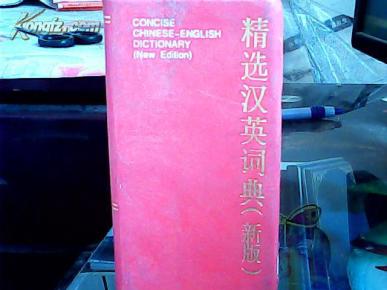 Kongfz.com
CONCISE
CHINESE-ENGLISH
DICTIONARY
(New Edition)
精选汉英词典(新版)